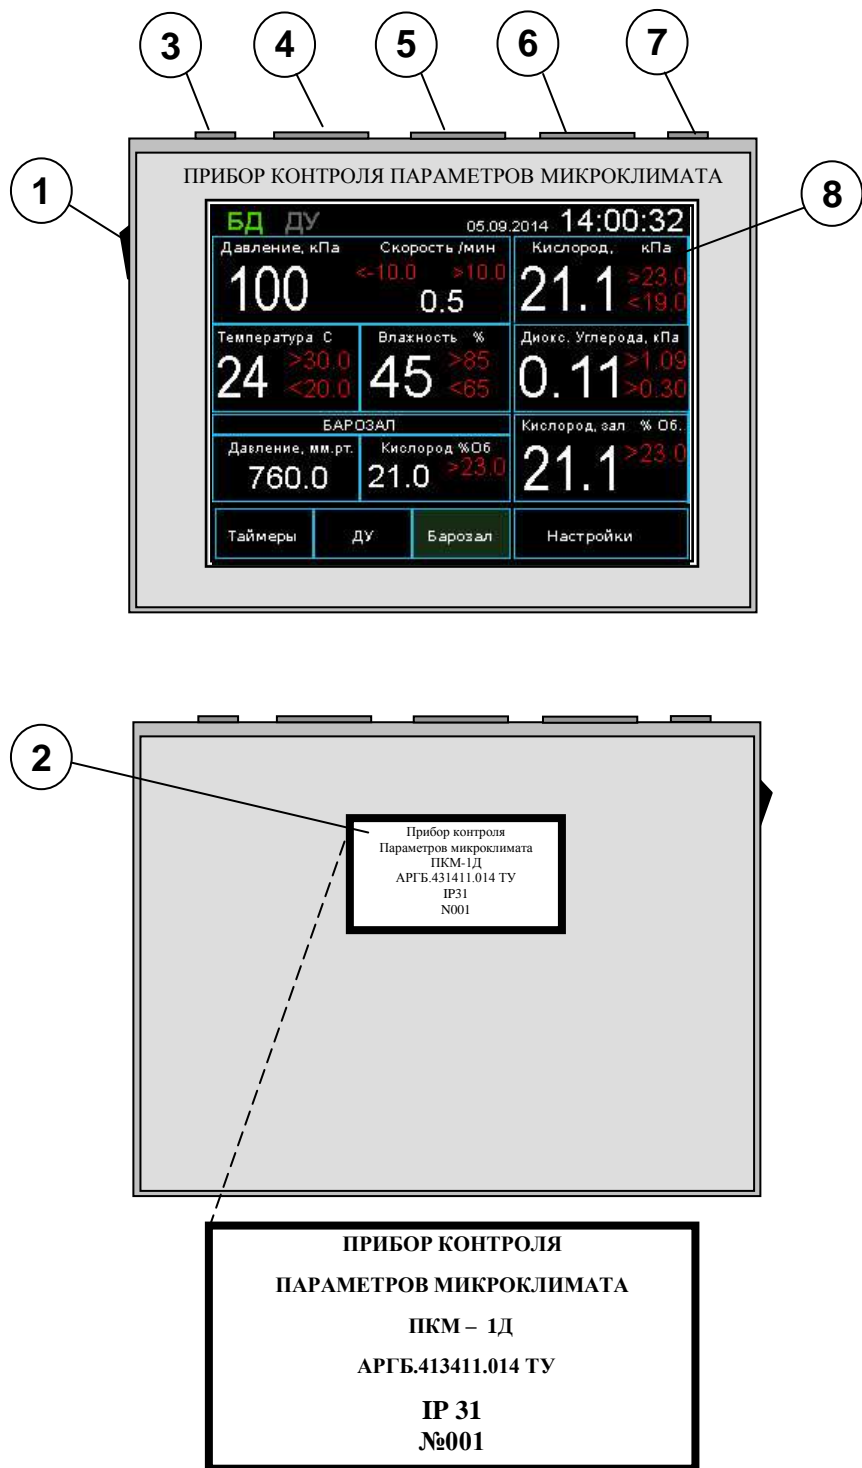 3 4 5 6 7
1
8
ПРИБОР КОНТРОЛЯ ПАРАМЕТРОВ МИКРОКЛИМАТА
БД ДУ 05.09.2014 14:00:32
Давление, кПа Скорость /мин Кислород, кПа
<-10.0 >10.0 >23.0
100 0.5 21.1 <19.0
Температура С Влажность % Диокс. Углерода, кПа
>30.0 >85 >1.09
24 <20.0 45 <65 0.11 >0.30
БАРОЗАЛ Кислород, зал % Об.
Давление, мм.рт. Кислород %Об
760.0 21.0 >23.0 21.1 >23.0
Таймеры ДУ Барозал Настройки
2
Прибор контроля
Параметров микроклимата
ПКМ-1Д
АРГБ.431411.014 ТУ
IP31
N001
ПРИБОР КОНТРОЛЯ
ПАРАМЕТРОВ МИКРОКЛИМАТА
ПКМ – 1Д
АРГБ.413411.014 ТУ
IP 31
№001